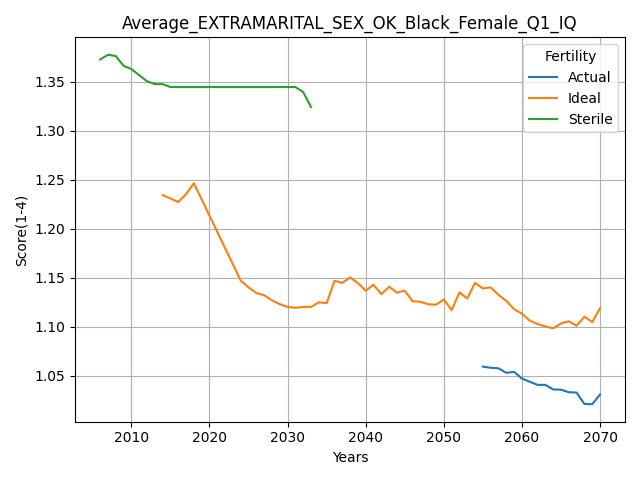 Average_EXTRAMARITAL_SEX_OK_Black_Female_Q1_IQ
Fertility
Actual
Ideal
Sterile
1.35
1.30
1.25
1.20
1.15
1.10
1.05
Score(1-4)
2010 2020 2030 2040 2050 2060 2070
Years